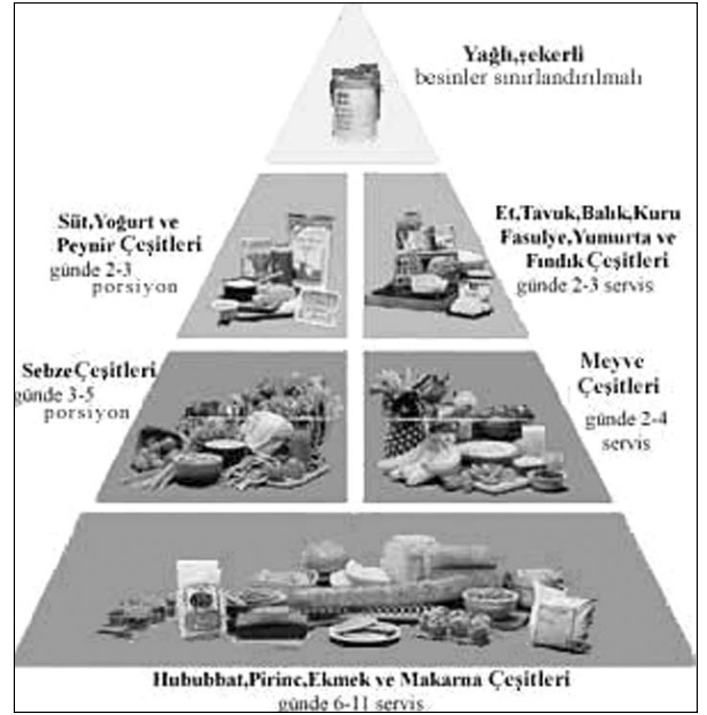 Yağlı,şekerli
besinler sınırlandırılmalı
Süt,Yoğurt ve
Peynir Çeşitleri
günde 2-3
porsiyon
Et,Tavuk,Balık,Kuru
Fasulye,Yumurta ve
Fındık Çeşitleri
günde 2-3 servis
Sebze Çeşitleri
günde 3-5
porsiyon
Meyve
Çeşitleri
günde 2-4
servis
Hububbat,Pirinc,Ekmek ve Makarna Çeşitleri
günde 6-11 servis